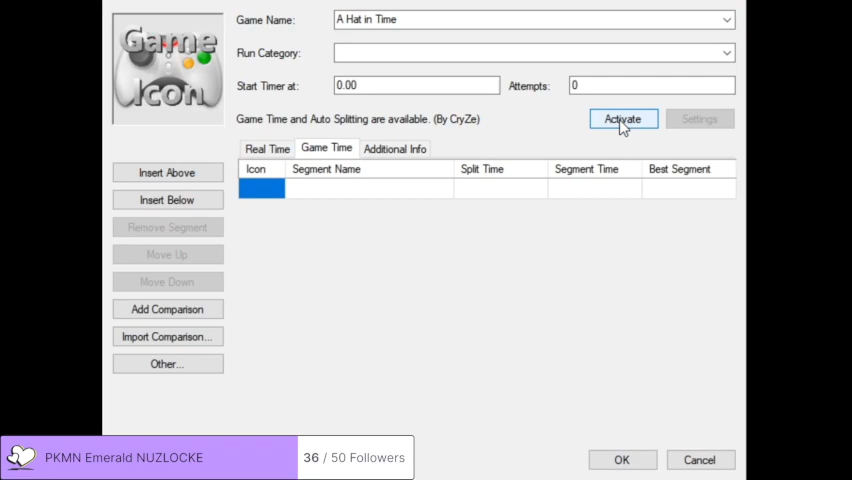 Game Icon
Game Name: A Hat in Time
Run Category:
Start Timer at: 0.00 Attempts: 0
Game Time and Auto Splitting are available. (By CryZe) Activate Settings
Real Time Game Time Additional Info
Icon Segment Name Split Time Segment Time Best Segment
Insert Above
Insert Below
Remove Segment
Move Up
Move Down
Add Comparison
Import Comparison...
Other...
PKMN Emerald NUZLOCKE 36 / 50 Followers
OK Cancel